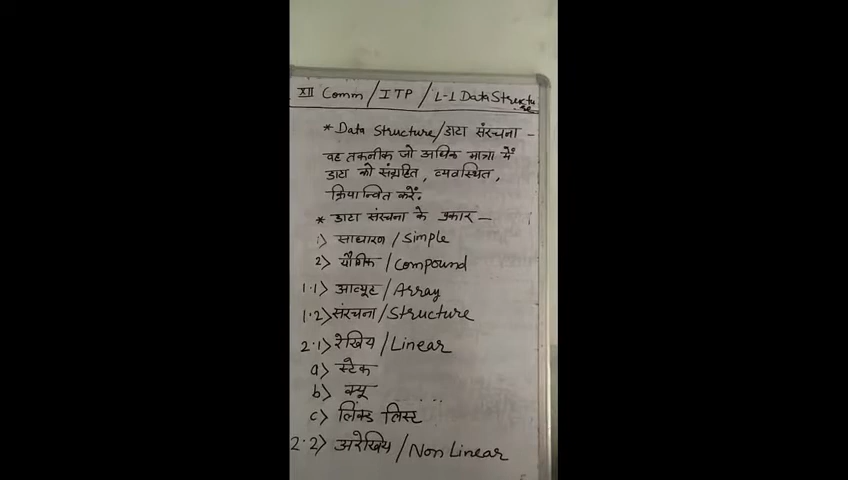 XII Comm / ITP / L-1 Data Structure
* Data Structure/डाटा संरचना -
वह तकनीक जो अधिक मात्रा में
डाटा को संग्रहित, व्यवस्थित,
क्रियान्वित करें.
* डाटा संरचना के प्रकार -
1> साधारण / Simple
2> यौगिक / Compound
1.1> आव्यूह / Array
1.2> संरचना / Structure
2.1> रेखिय / Linear
a> स्टेक
b> क्यू
c> लिंक्ड लिस्ट
2.2> अरेखिय / Non Linear